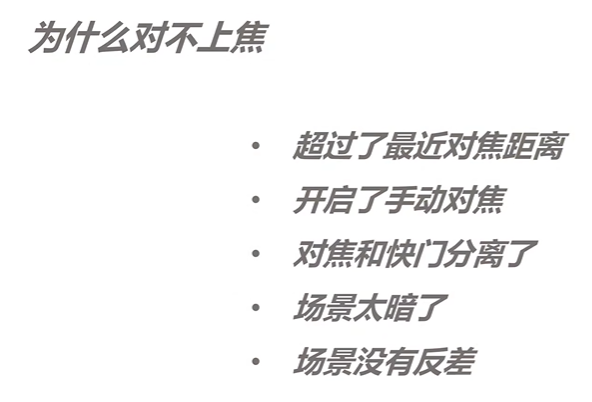 为什么对不上焦
• 超过了最近对焦距离
• 开启了手动对焦
• 对焦和快门分离了
• 场景太暗了
• 场景没有反差